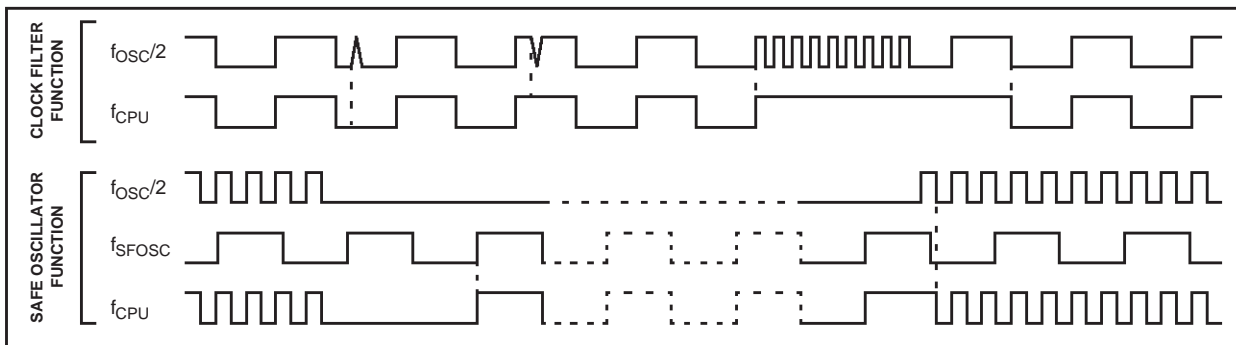 CLOCK FILTER
FUNCTION
fOSC/2
fCPU
SAFE OSCILLATOR
FUNCTION
fOSC/2
fSFOSC
fCPU